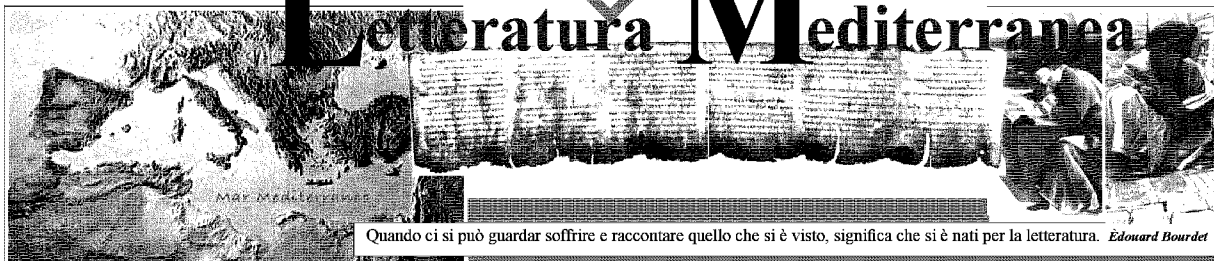 Letteratura Mediterranea
Mar Mediterraneo
Quando ci si può guardar soffrire e raccontare quello che si è visto, significa che si è nati per la letteratura. Édouard Bourdet